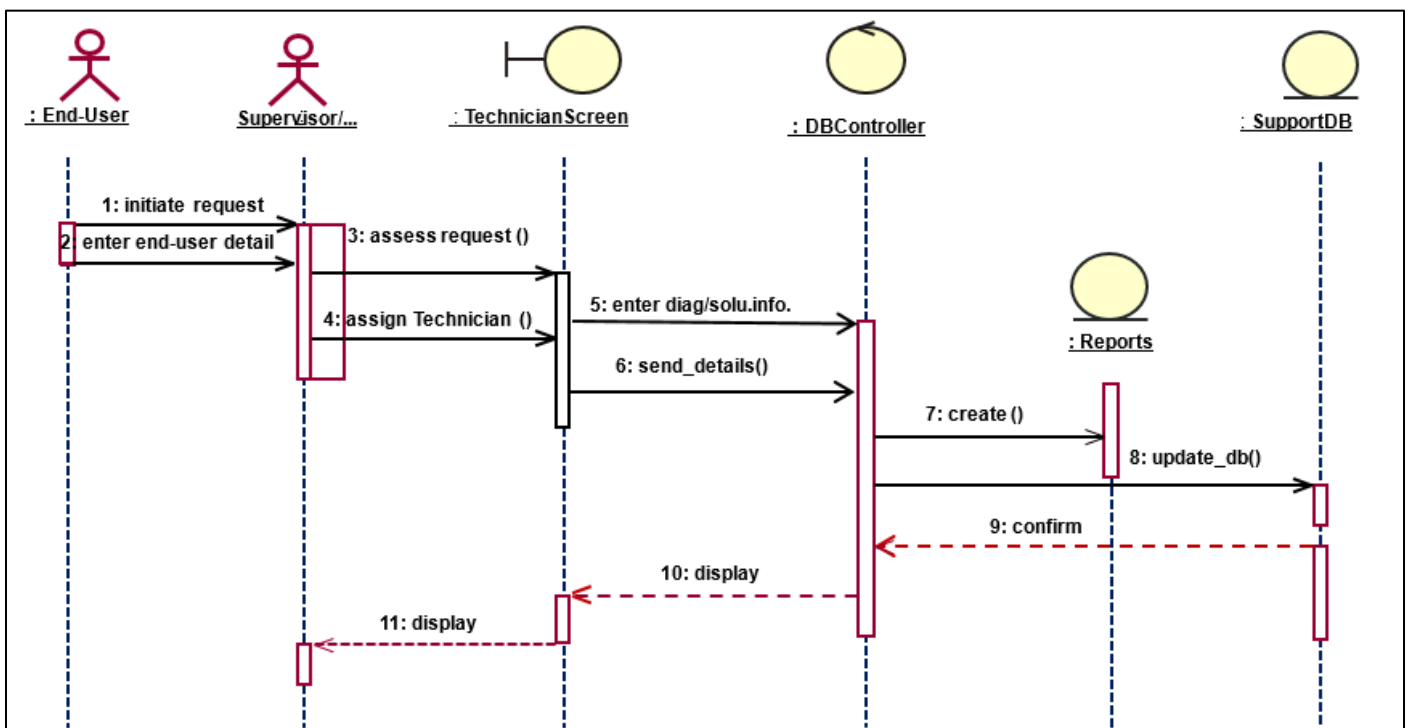 : End-User
Supervisor/...
: TechnicianScreen
: DBController
: SupportDB
1: initiate request
2: enter end-user detail
3: assess request ()
4: assign Technician ()
5: enter diag/solu.info.
6: send_details()
: Reports
7: create ()
8: update_db()
9: confirm
10: display
11: display